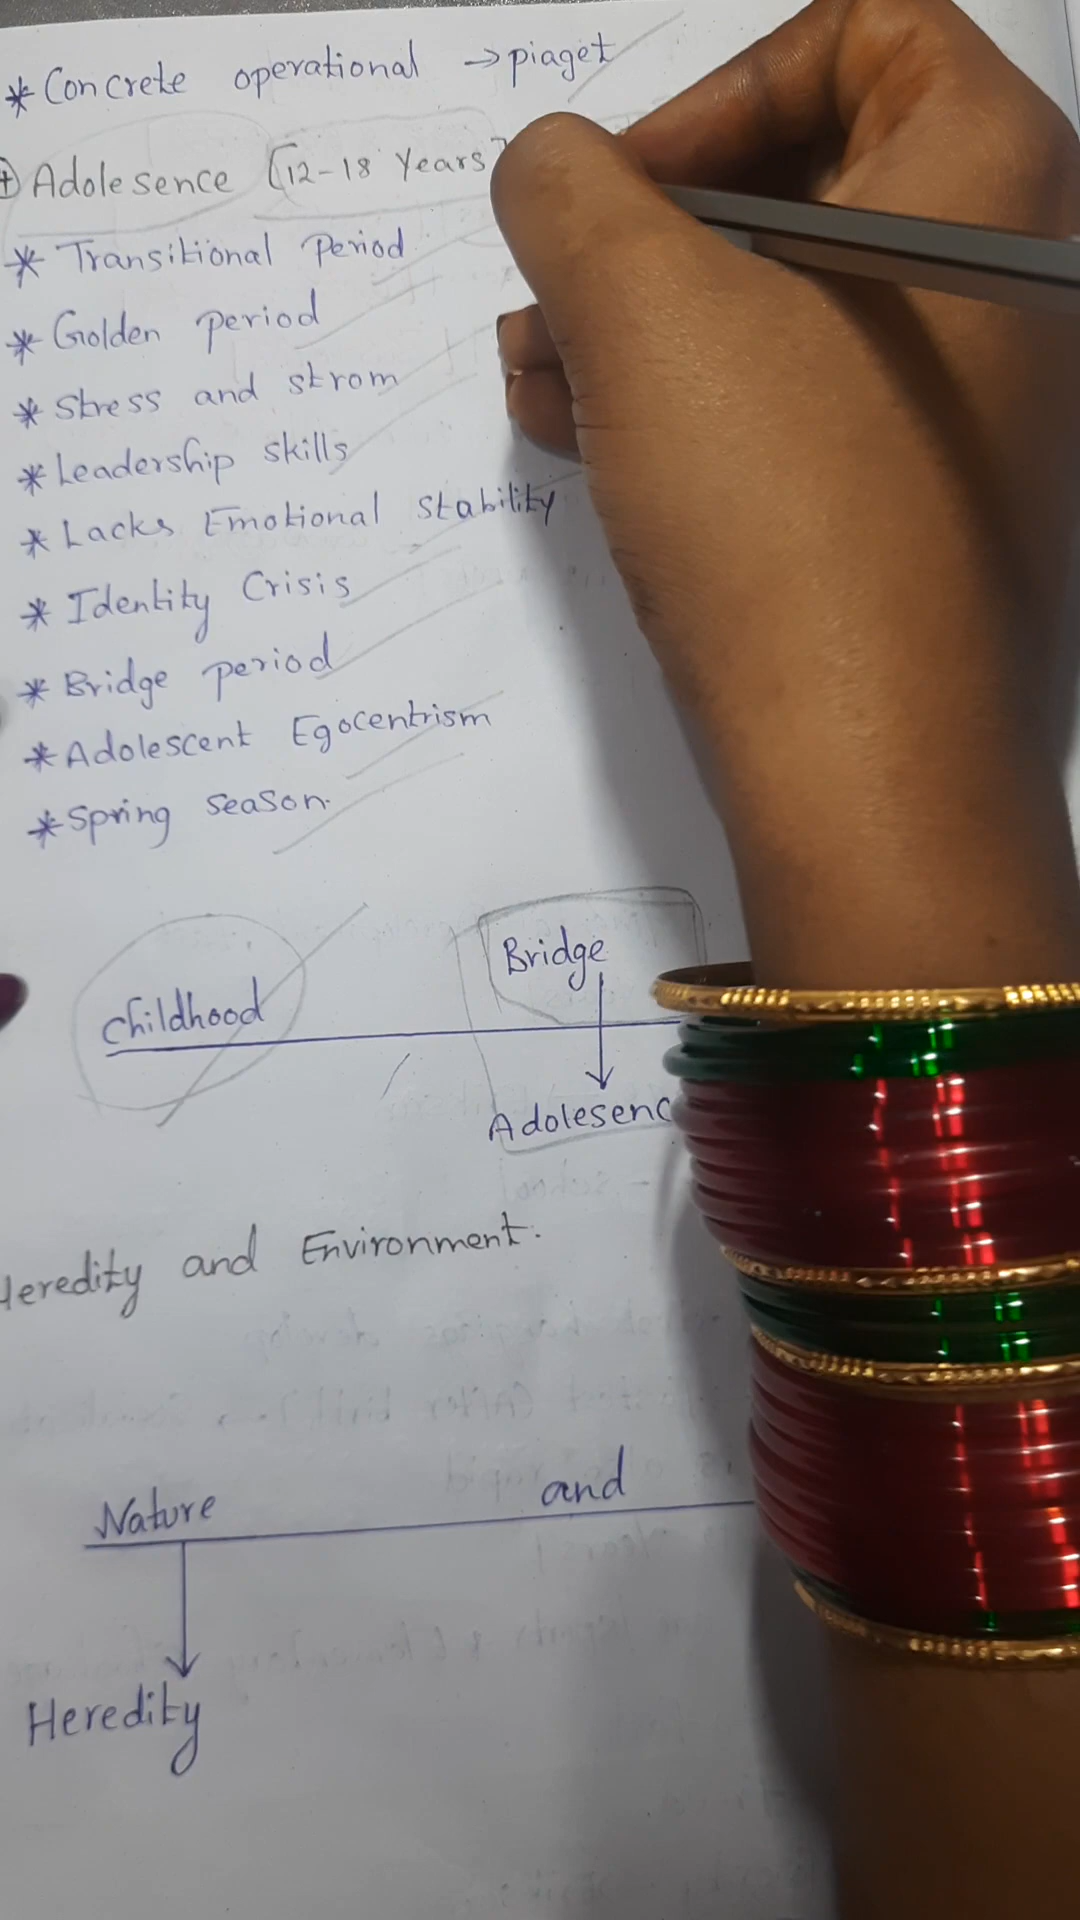 * Concrete operational → piaget
Adolesence [12-18 Years]
* Transitional Period
* Golden period
* Stress and strom
* Leadership skills
* Lacks Emotional Stability
* Identity Crisis
* Bridge period
* Adolescent Egocentrism
* Spring season.
Bridge
childhood
Adolesenc
Heredity and Environment.
Nature and
Heredity